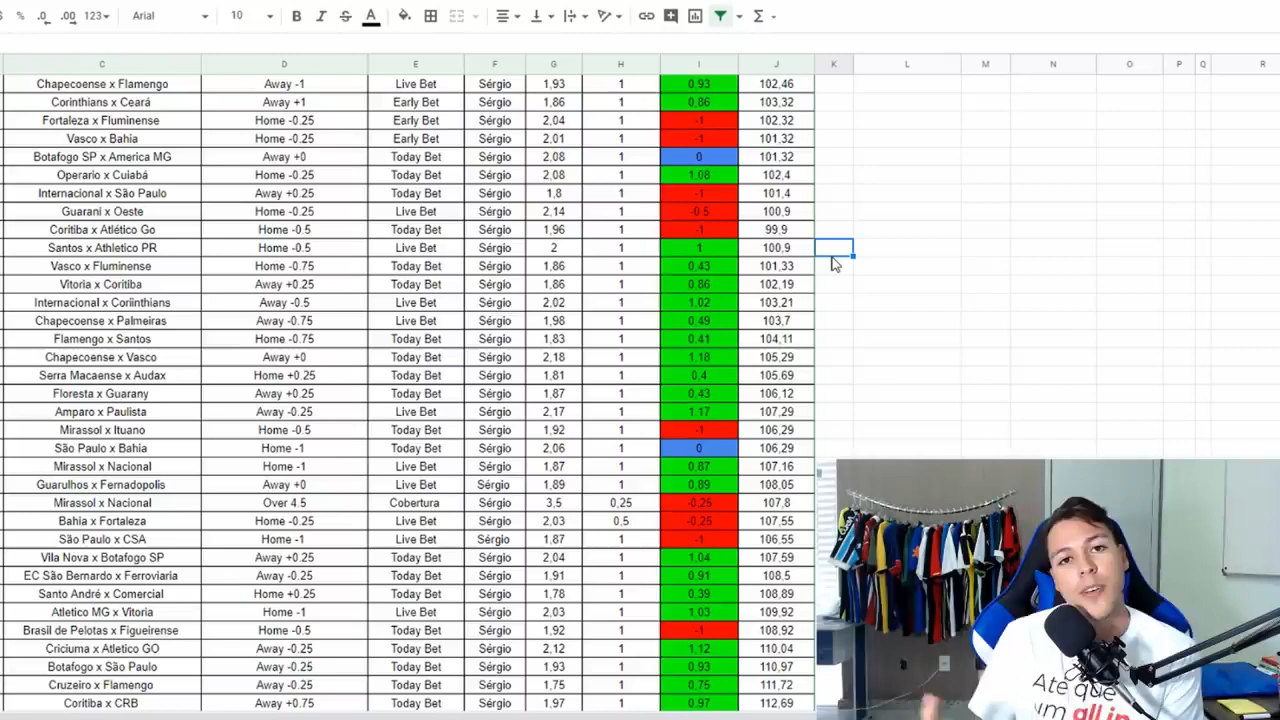 % .0 .00 123 Arial 10 B I S A Σ
C D E F G H I J K L M N O P Q R
Chapecoense x Flamengo Away -1 Live Bet Sérgio 1,93 1 0,93 102,46
Corinthians x Ceará Away +1 Early Bet Sérgio 1,86 1 0,86 103,32
Fortaleza x Fluminense Home -0.25 Early Bet Sérgio 2,04 1 -1 102,32
Vasco x Bahia Home -0.25 Early Bet Sérgio 2,01 1 -1 101,32
Botafogo SP x America MG Away +0 Today Bet Sérgio 2,08 1 0 101,32
Operario x Cuiabá Home -0.25 Today Bet Sérgio 2,08 1 1,08 102,4
Internacional x São Paulo Away +0.25 Today Bet Sérgio 1,8 1 -1 101,4
Guarani x Oeste Home -0.25 Live Bet Sérgio 2,14 1 -0.5 100,9
Coritiba x Atlético Go Home -0.5 Today Bet Sérgio 1,96 1 -1 99,9
Santos x Athletico PR Home -0.5 Live Bet Sérgio 2 1 1 100,9
Vasco x Fluminense Home -0.75 Today Bet Sérgio 1,86 1 0,43 101,33
Vitoria x Coritiba Away +0.25 Today Bet Sérgio 1,86 1 0,86 102,19
Internacional x Coriinthians Away -0.5 Live Bet Sérgio 2,02 1 1,02 103,21
Chapecoense x Palmeiras Away -0.75 Live Bet Sérgio 1,98 1 0,49 103,7
Flamengo x Santos Home -0.75 Today Bet Sérgio 1,83 1 0,41 104,11
Chapecoense x Vasco Away +0 Today Bet Sérgio 2,18 1 1,18 105,29
Serra Macaense x Audax Home +0.25 Today Bet Sérgio 1,81 1 0,4 105,69
Floresta x Guarany Away +0.25 Today Bet Sérgio 1,87 1 0,43 106,12
Amparo x Paulista Away -0.25 Live Bet Sérgio 2,17 1 1.17 107,29
Mirassol x Ituano Home -0.5 Today Bet Sérgio 1,92 1 -1 106,29
São Paulo x Bahia Home -1 Today Bet Sérgio 2,06 1 0 106,29
Mirassol x Nacional Home -1 Live Bet Sérgio 1,87 1 0,87 107,16
Guarulhos x Fernadopolis Away +0 Live Bet Sérgio 1,89 1 0,89 108,05
Mirassol x Nacional Over 4.5 Cobertura Sérgio 3,5 0,25 -0.25 107,8
Bahia x Fortaleza Home -0.25 Live Bet Sérgio 2,03 0,5 -0,25 107,55
São Paulo x CSA Home -1 Live Bet Sérgio 1,87 1 -1 106,55
Vila Nova x Botafogo SP Away +0.25 Today Bet Sérgio 2,04 1 1,04 107,59
EC São Bernardo x Ferroviaria Away -0.25 Today Bet Sérgio 1,91 1 0,91 108,5
Santo André x Comercial Home +0.25 Today Bet Sérgio 1,78 1 0,39 108,89
Atletico MG x Vitoria Home -1 Live Bet Sérgio 2,03 1 1,03 109,92
Brasil de Pelotas x Figueirense Home -0.5 Today Bet Sérgio 1,92 1 -1 108,92
Criciuma x Atletico GO Away -0.25 Today Bet Sérgio 2,12 1 1,12 110,04
Botafogo x São Paulo Away -0.25 Today Bet Sérgio 1,93 1 0,93 110,97
Cruzeiro x Flamengo Away -0.25 Today Bet Sérgio 1,75 1 0,75 111,72
Coritiba x CRB Away +0.75 Today Bet Sérgio 1,97 1 0,97 112,69
Até que
um all in